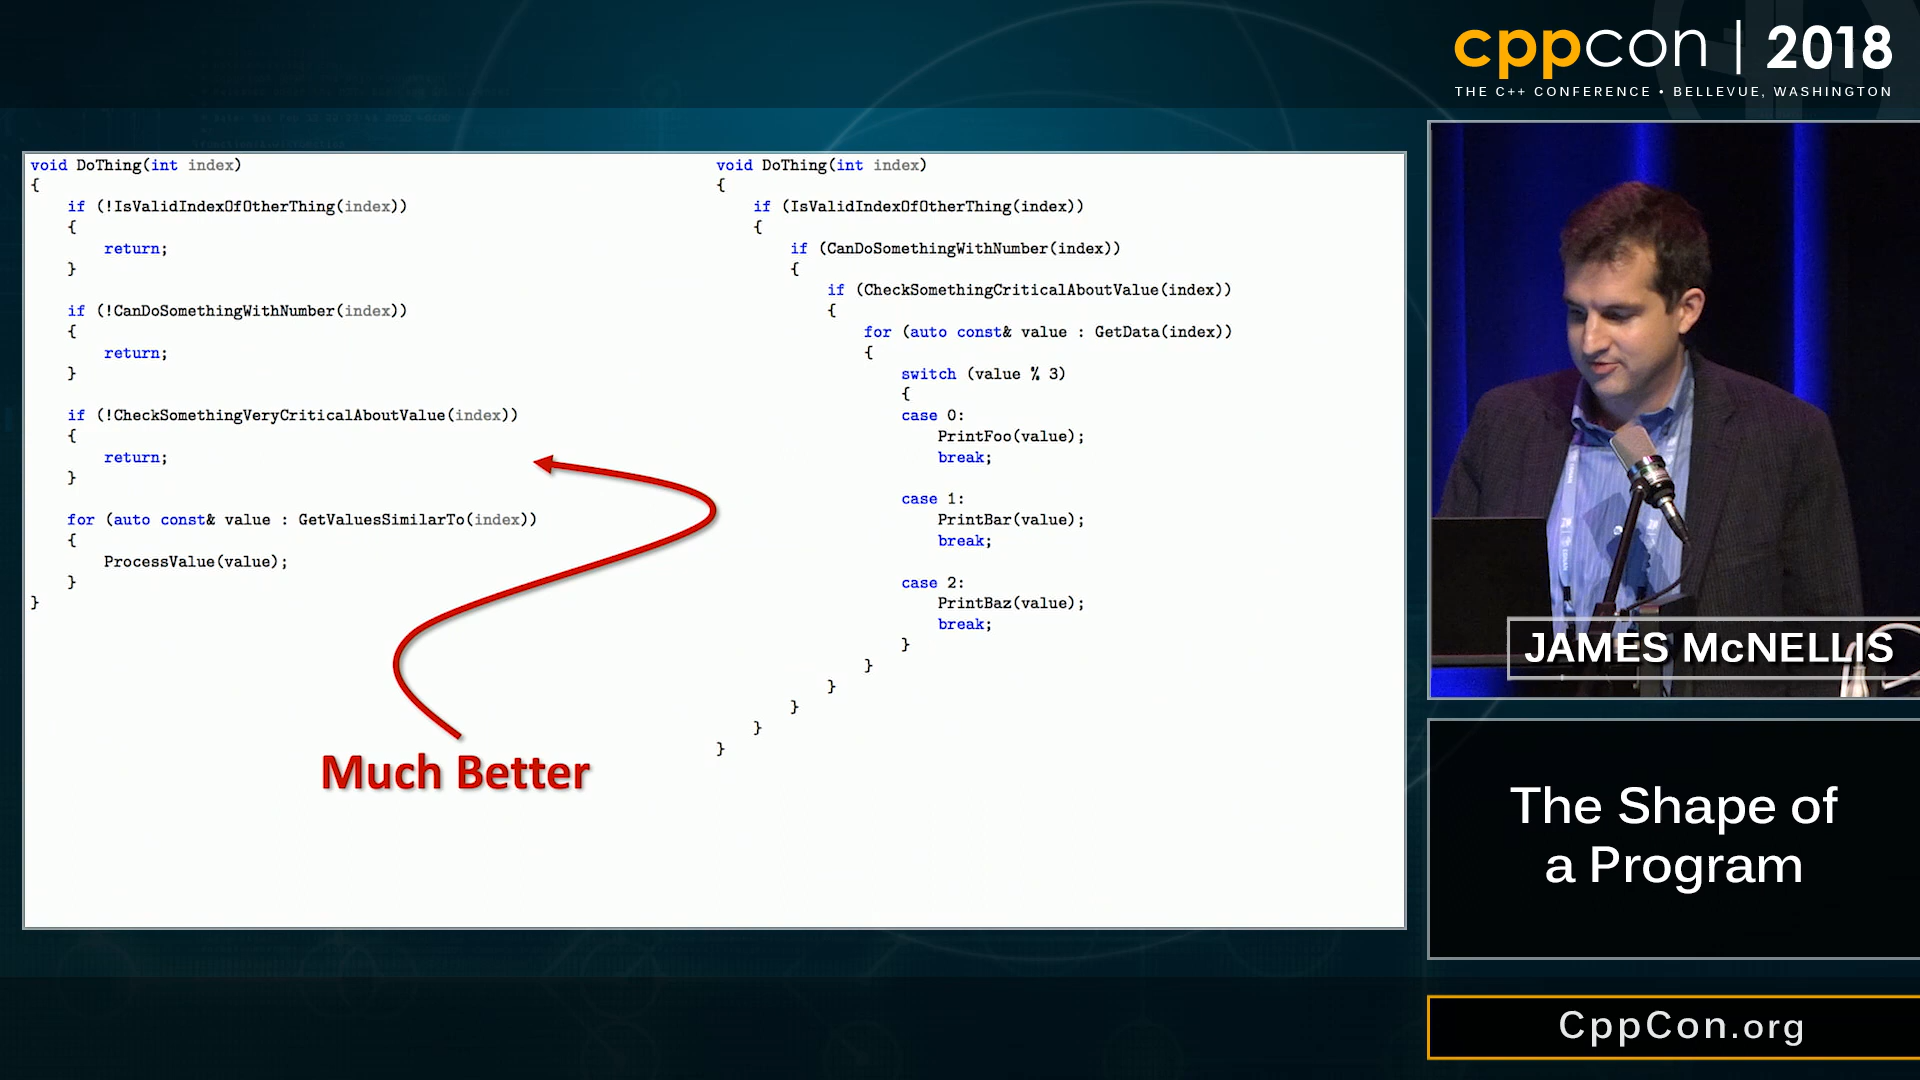 cppcon | 2018
THE C++ CONFERENCE • BELLEVUE, WASHINGTON
void DoThing(int index)
{
    if (!IsValidIndexOfOtherThing(index))
    {
        return;
    }

    if (!CanDoSomethingWithNumber(index))
    {
        return;
    }

    if (!CheckSomethingVeryCriticalAboutValue(index))
    {
        return;
    }

    for (auto const& value : GetValuesSimilarTo(index))
    {
        ProcessValue(value);
    }
}
Much Better
void DoThing(int index)
{
    if (IsValidIndexOfOtherThing(index))
    {
        if (CanDoSomethingWithNumber(index))
        {
            if (CheckSomethingCriticalAboutValue(index))
            {
                for (auto const& value : GetData(index))
                {
                    switch (value % 3)
                    {
                    case 0:
                        PrintFoo(value);
                        break;

                    case 1:
                        PrintBar(value);
                        break;

                    case 2:
                        PrintBaz(value);
                        break;
                    }
                }
            }
        }
    }
}
JAMES McNELLIS
The Shape of
a Program
CppCon.org